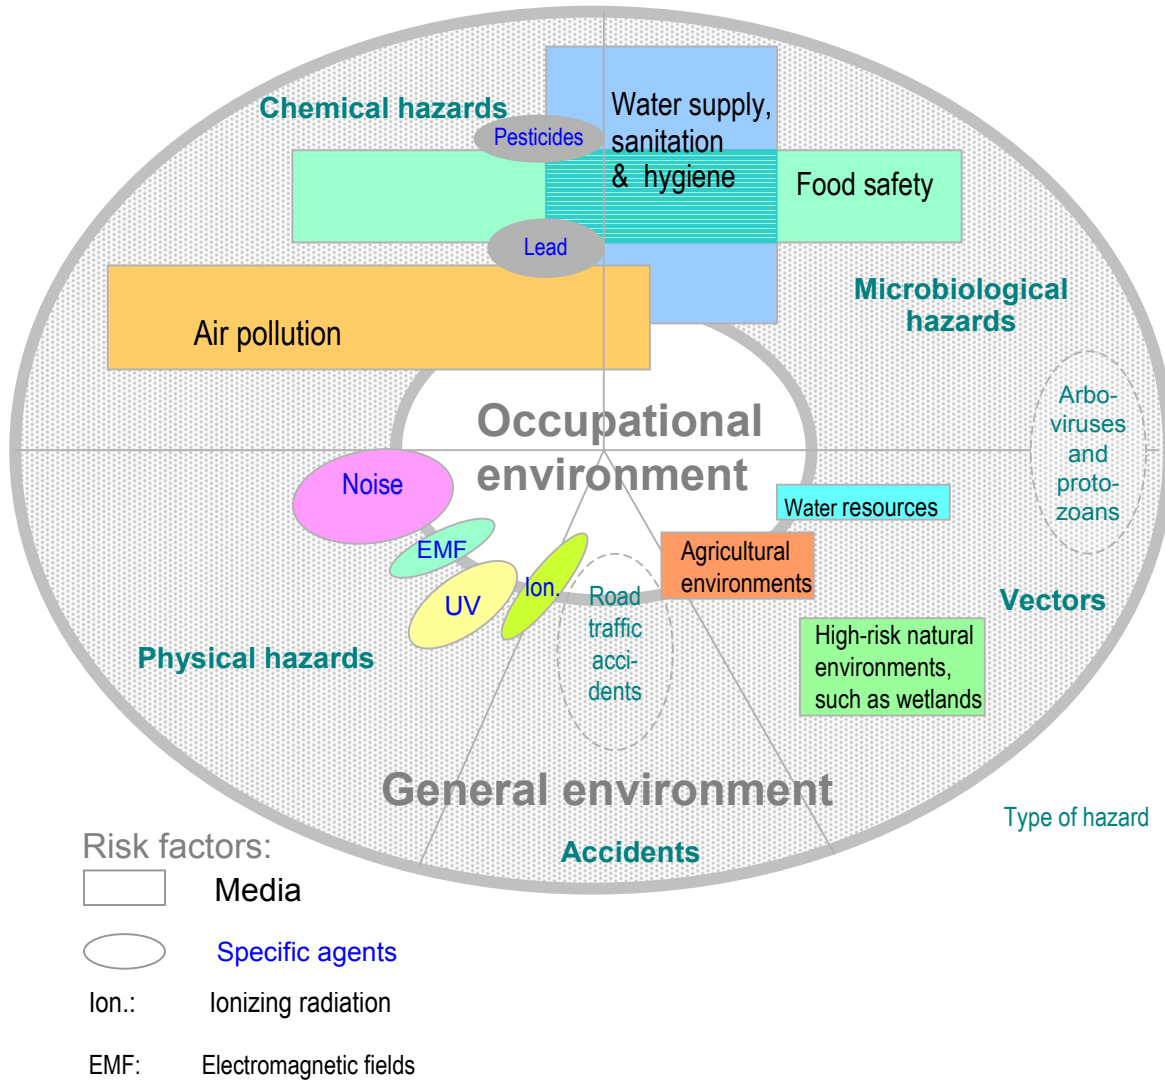 Chemical hazards
Pesticides
Water supply,
sanitation
& hygiene
Food safety
Lead
Air pollution
Microbiological
hazards
Occupational
environment
Arbo-
viruses
and
proto-
zoans
Noise
EMF
UV
Ion.
Road
traffic
acci-
dents
Water resources
Agricultural
environments
Vectors
High-risk natural
environments,
such as wetlands
Physical hazards
General environment
Accidents
Type of hazard
Risk factors:
Media
Specific agents
Ion.: Ionizing radiation
EMF: Electromagnetic fields